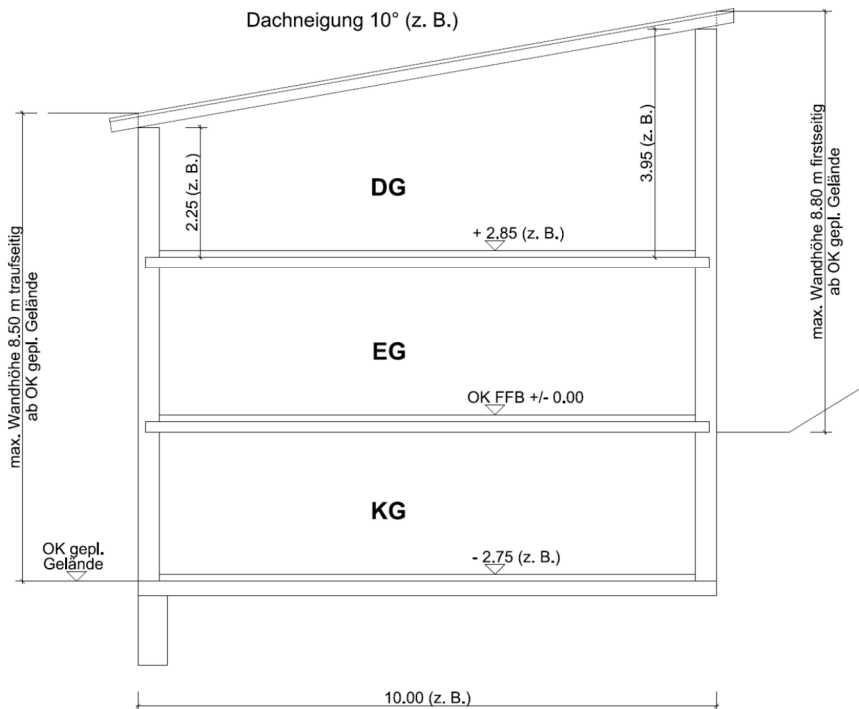 Dachneigung 10° (z. B.)
max. Wandhöhe 8.50 m traufseitig
ab OK gepl. Gelände
2.25 (z. B.)
DG
3.95 (z. B.)
max. Wandhöhe 8.80 m firstseitig
ab OK gepl. Gelände
+ 2.85 (z. B.)
EG
OK FFB +/- 0.00
KG
OK gepl.
Gelände
- 2.75 (z. B.)
10.00 (z. B.)